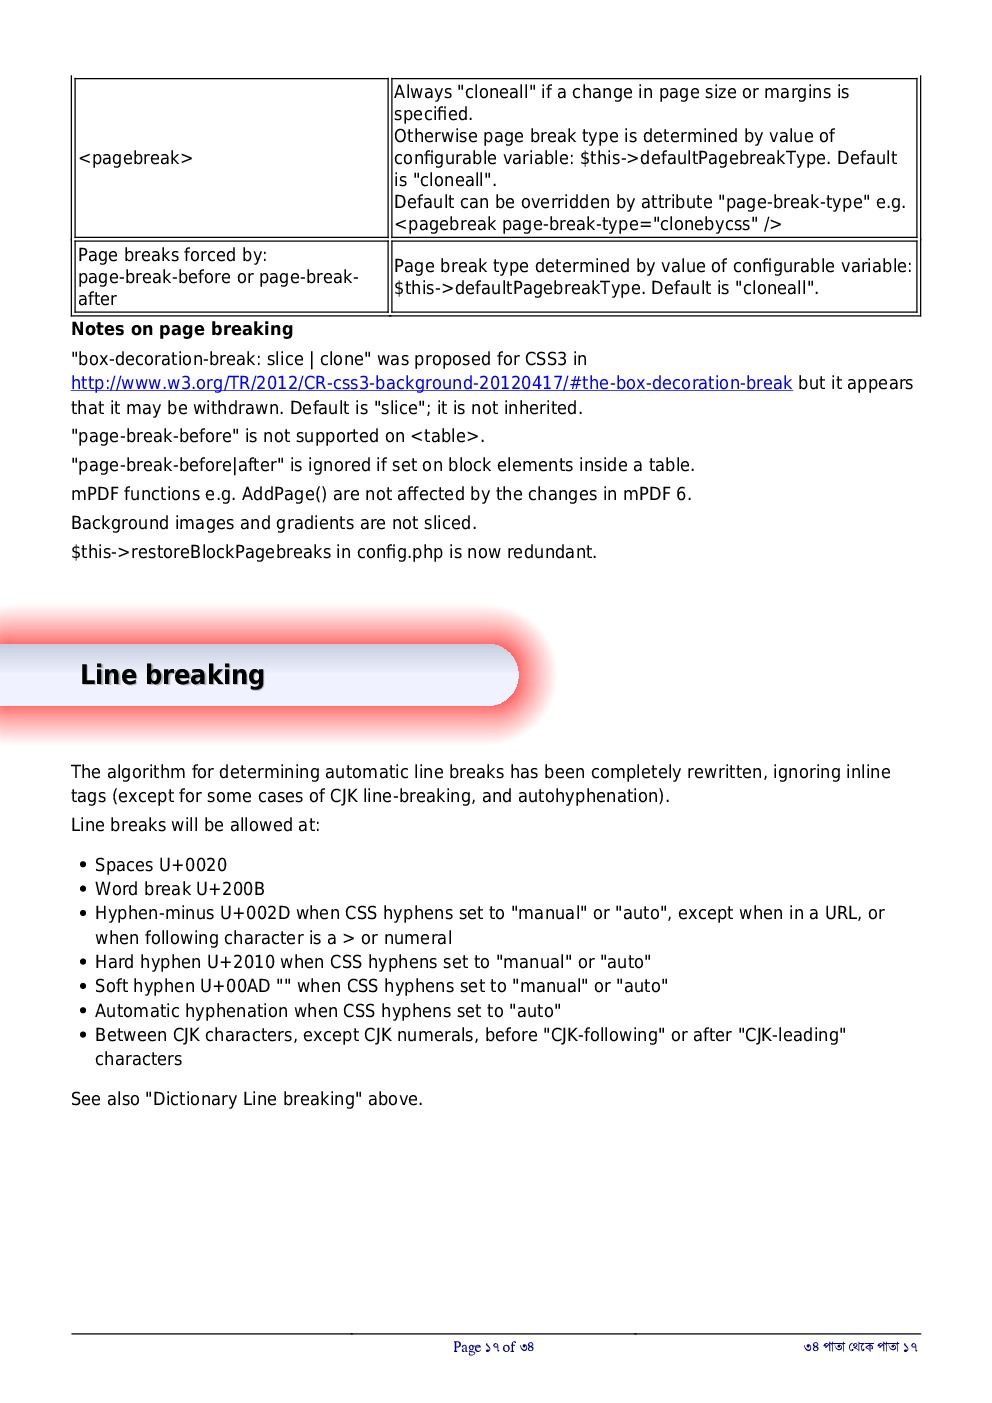 <pagebreak>
Always "cloneall" if a change in page size or margins is
specified.
Otherwise page break type is determined by value of
configurable variable: $this->defaultPagebreakType. Default
is "cloneall".
Default can be overridden by attribute "page-break-type" e.g.
<pagebreak page-break-type="clonebycss" />
Page breaks forced by:
page-break-before or page-break-
after
Page break type determined by value of configurable variable:
$this->defaultPagebreakType. Default is "cloneall".
Notes on page breaking
"box-decoration-break: slice | clone" was proposed for CSS3 in
http://www.w3.org/TR/2012/CR-css3-background-20120417/#the-box-decoration-break but it appears
that it may be withdrawn. Default is "slice"; it is not inherited.
"page-break-before" is not supported on <table>.
"page-break-before|after" is ignored if set on block elements inside a table.
mPDF functions e.g. AddPage() are not affected by the changes in mPDF 6.
Background images and gradients are not sliced.
$this->restoreBlockPagebreaks in config.php is now redundant.
Line breaking
The algorithm for determining automatic line breaks has been completely rewritten, ignoring inline
tags (except for some cases of CJK line-breaking, and autohyphenation).
Line breaks will be allowed at:
• Spaces U+0020
• Word break U+200B
• Hyphen-minus U+002D when CSS hyphens set to "manual" or "auto", except when in a URL, or
when following character is a > or numeral
• Hard hyphen U+2010 when CSS hyphens set to "manual" or "auto"
• Soft hyphen U+00AD "" when CSS hyphens set to "manual" or "auto"
• Automatic hyphenation when CSS hyphens set to "auto"
• Between CJK characters, except CJK numerals, before "CJK-following" or after "CJK-leading"
characters
See also "Dictionary Line breaking" above.
Page ১৭ of ৩৪
৩৪ পাতা থেকে পাতা ১৭